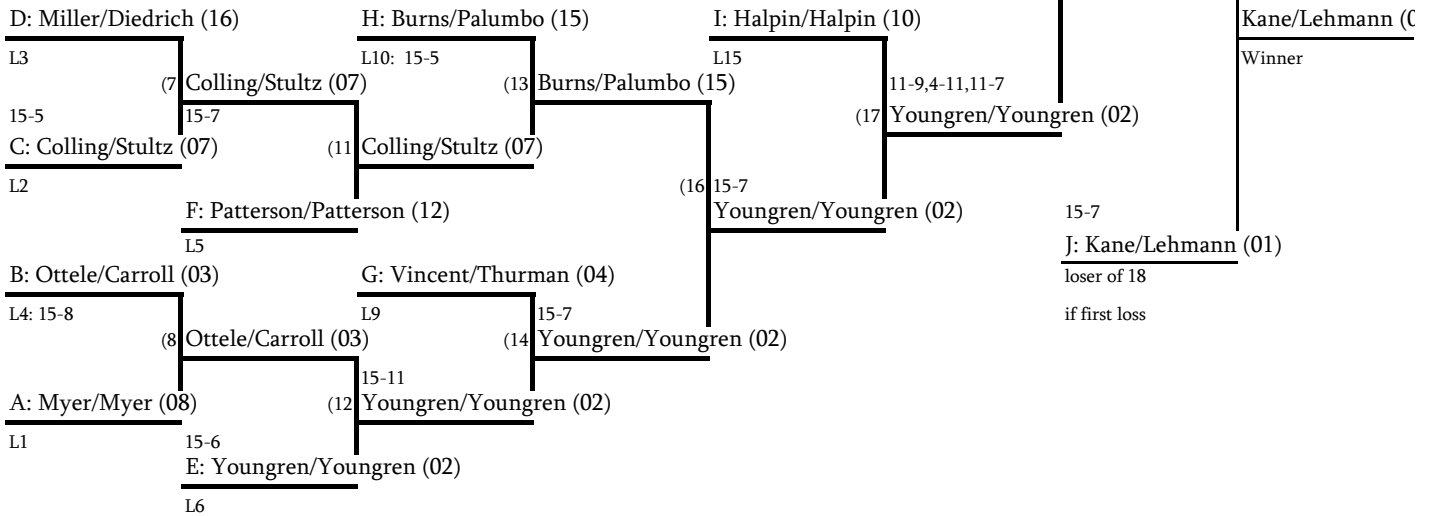 D: Miller/Diedrich (16)
H: Burns/Palumbo (15)
I: Halpin/Halpin (10)
Kane/Lehmann (0
L3
L10: 15-5
L15
Winner
(7
Colling/Stultz (07)
(13
Burns/Palumbo (15)
11-9,4-11,11-7
15-5
15-7
(17
Youngren/Youngren (02)
C: Colling/Stultz (07)
(11
Colling/Stultz (07)
L2
(16
15-7
F: Patterson/Patterson (12)
Youngren/Youngren (02)
15-7
L5
J: Kane/Lehmann (01)
B: Ottele/Carroll (03)
G: Vincent/Thurman (04)
loser of 18
L4: 15-8
L9
15-7
if first loss
(8
Ottele/Carroll (03)
(14
Youngren/Youngren (02)
15-11
A: Myer/Myer (08)
(12
Youngren/Youngren (02)
L1
15-6
E: Youngren/Youngren (02)
L6